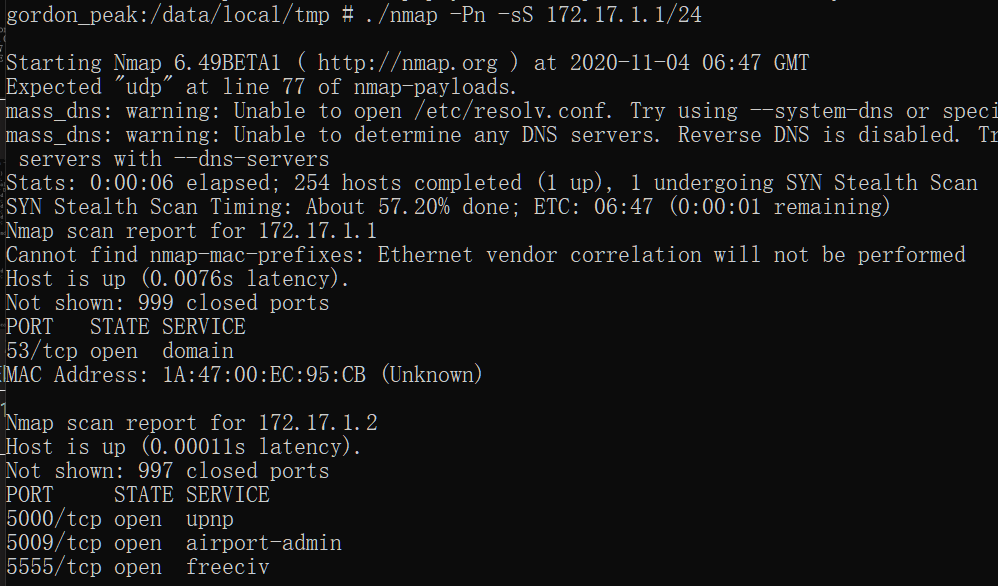 gordon_peak:/data/local/tmp # ./nmap -Pn -sS 172.17.1.1/24
Starting Nmap 6.49BETA1 ( http://nmap.org ) at 2020-11-04 06:47 GMT
Expected "udp" at line 77 of nmap-payloads.
mass_dns: warning: Unable to open /etc/resolv.conf. Try using --system-dns or speci
mass_dns: warning: Unable to determine any DNS servers. Reverse DNS is disabled. Tr
servers with --dns-servers
Stats: 0:00:06 elapsed; 254 hosts completed (1 up), 1 undergoing SYN Stealth Scan
SYN Stealth Scan Timing: About 57.20% done; ETC: 06:47 (0:00:01 remaining)
Nmap scan report for 172.17.1.1
Cannot find nmap-mac-prefixes: Ethernet vendor correlation will not be performed
Host is up (0.0076s latency).
Not shown: 999 closed ports
PORT   STATE SERVICE
53/tcp open  domain
MAC Address: 1A:47:00:EC:95:CB (Unknown)
Nmap scan report for 172.17.1.2
Host is up (0.00011s latency).
Not shown: 997 closed ports
PORT     STATE SERVICE
5000/tcp open  upnp
5009/tcp open  airport-admin
5555/tcp open  freeciv